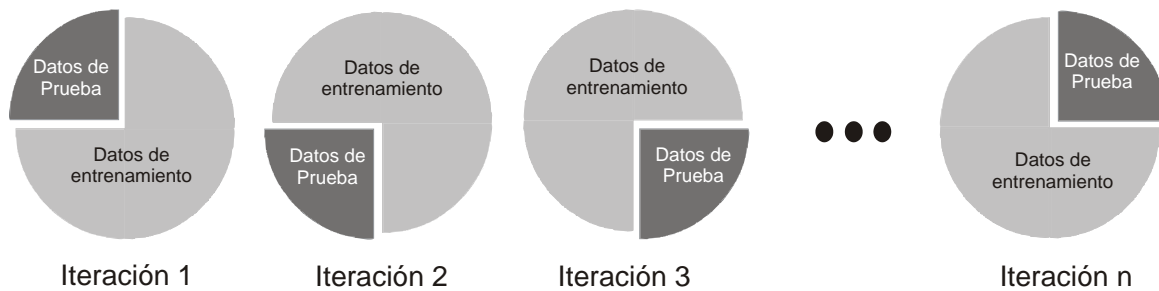 Datos de
Prueba
Datos de
entrenamiento
Iteración 1
Datos de
entrenamiento
Datos de
Prueba
Iteración 2
Datos de
entrenamiento
Datos de
Prueba
Iteración 3
Datos de
Prueba
Datos de
entrenamiento
Iteración n